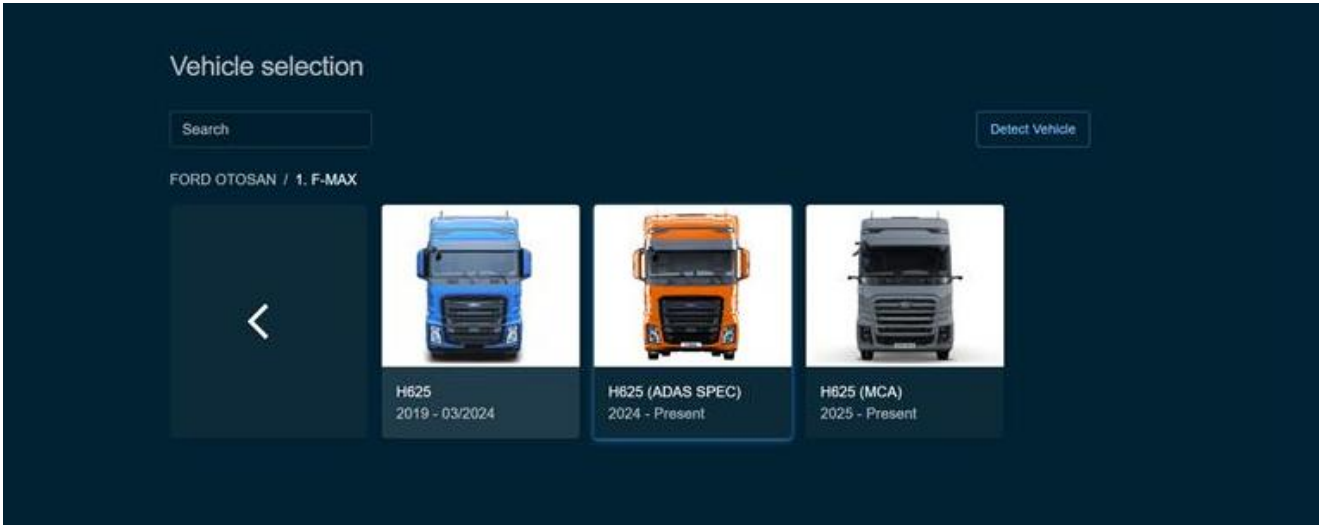 Vehicle selection
Search
Detect Vehicle
FORD OTOSAN / 1. F-MAX
H625
2019 - 03/2024
H625 (ADAS SPEC)
2024 - Present
H625 (MCA)
2025 - Present